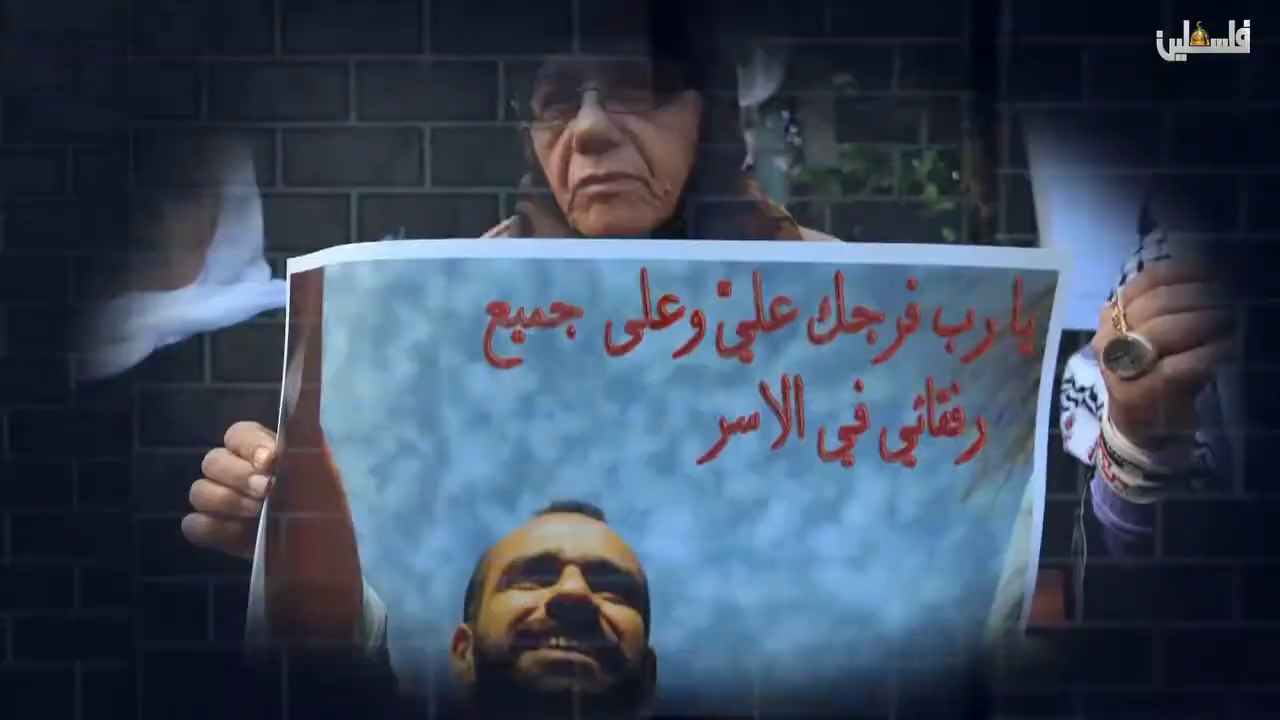 فلسطين
يا رب فرجك عليّ وعلى جميع
رفقاتي في الاسر